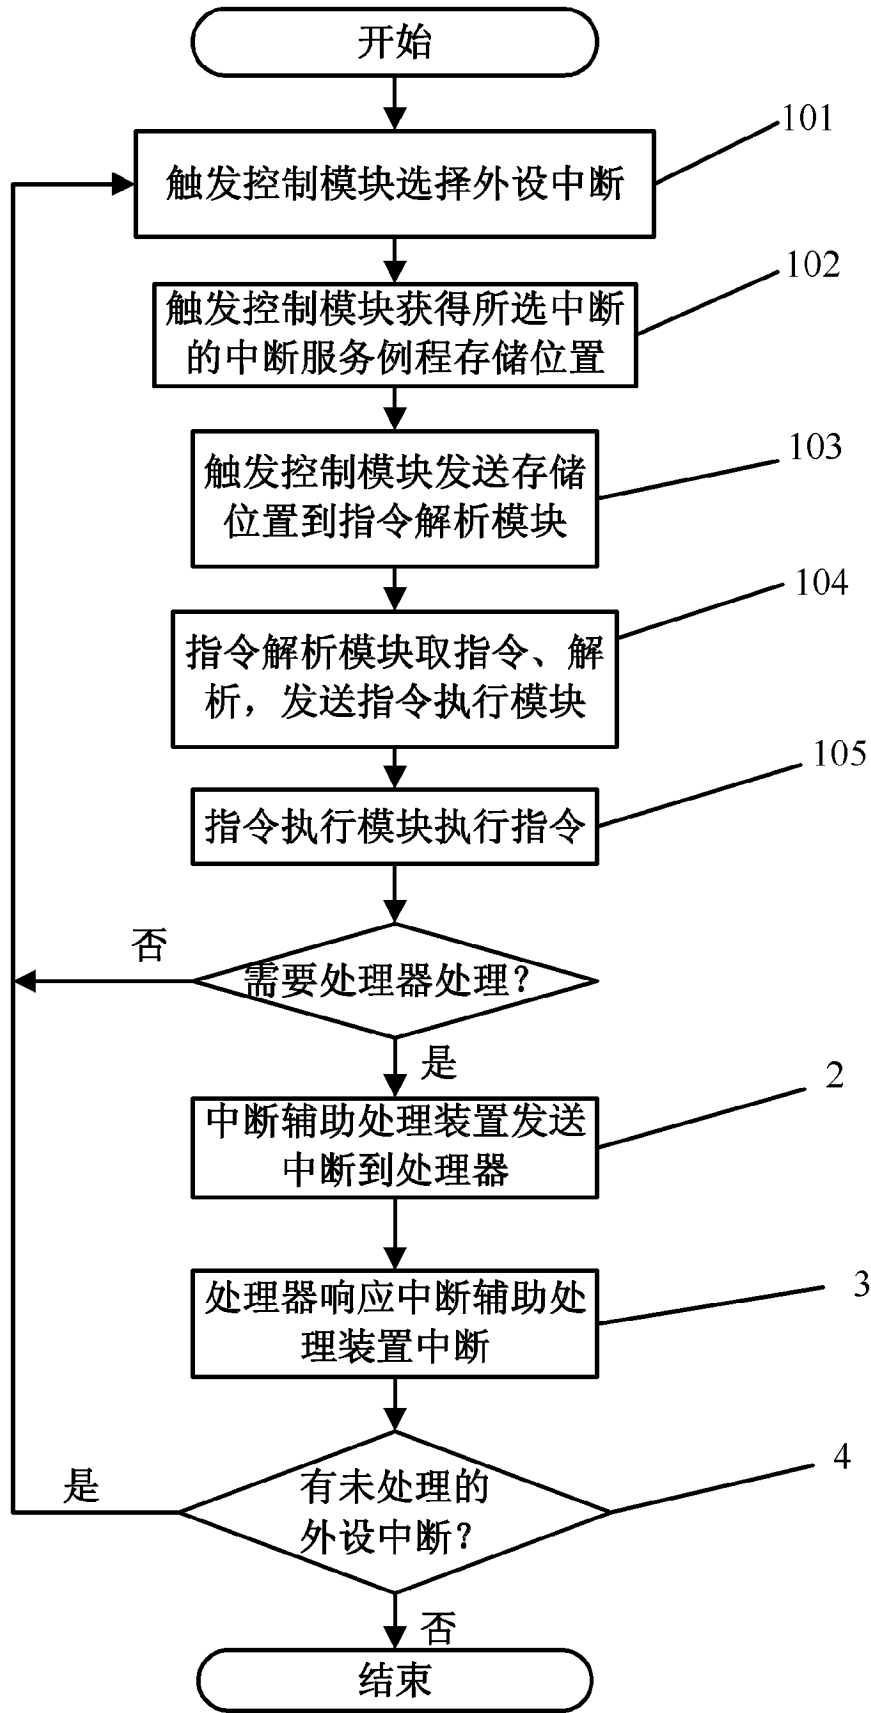 开始
101
触发控制模块选择外设中断
102
触发控制模块获得所选中断
的中断服务例程存储位置
103
触发控制模块发送存储
位置到指令解析模块
104
指令解析模块取指令、解
析，发送指令执行模块
105
指令执行模块执行指令
否
需要处理器处理？
是
2
中断辅助处理装置发送
中断到处理器
3
处理器响应中断辅助处
理装置中断
4
是
有未处理的
外设中断？
否
结束